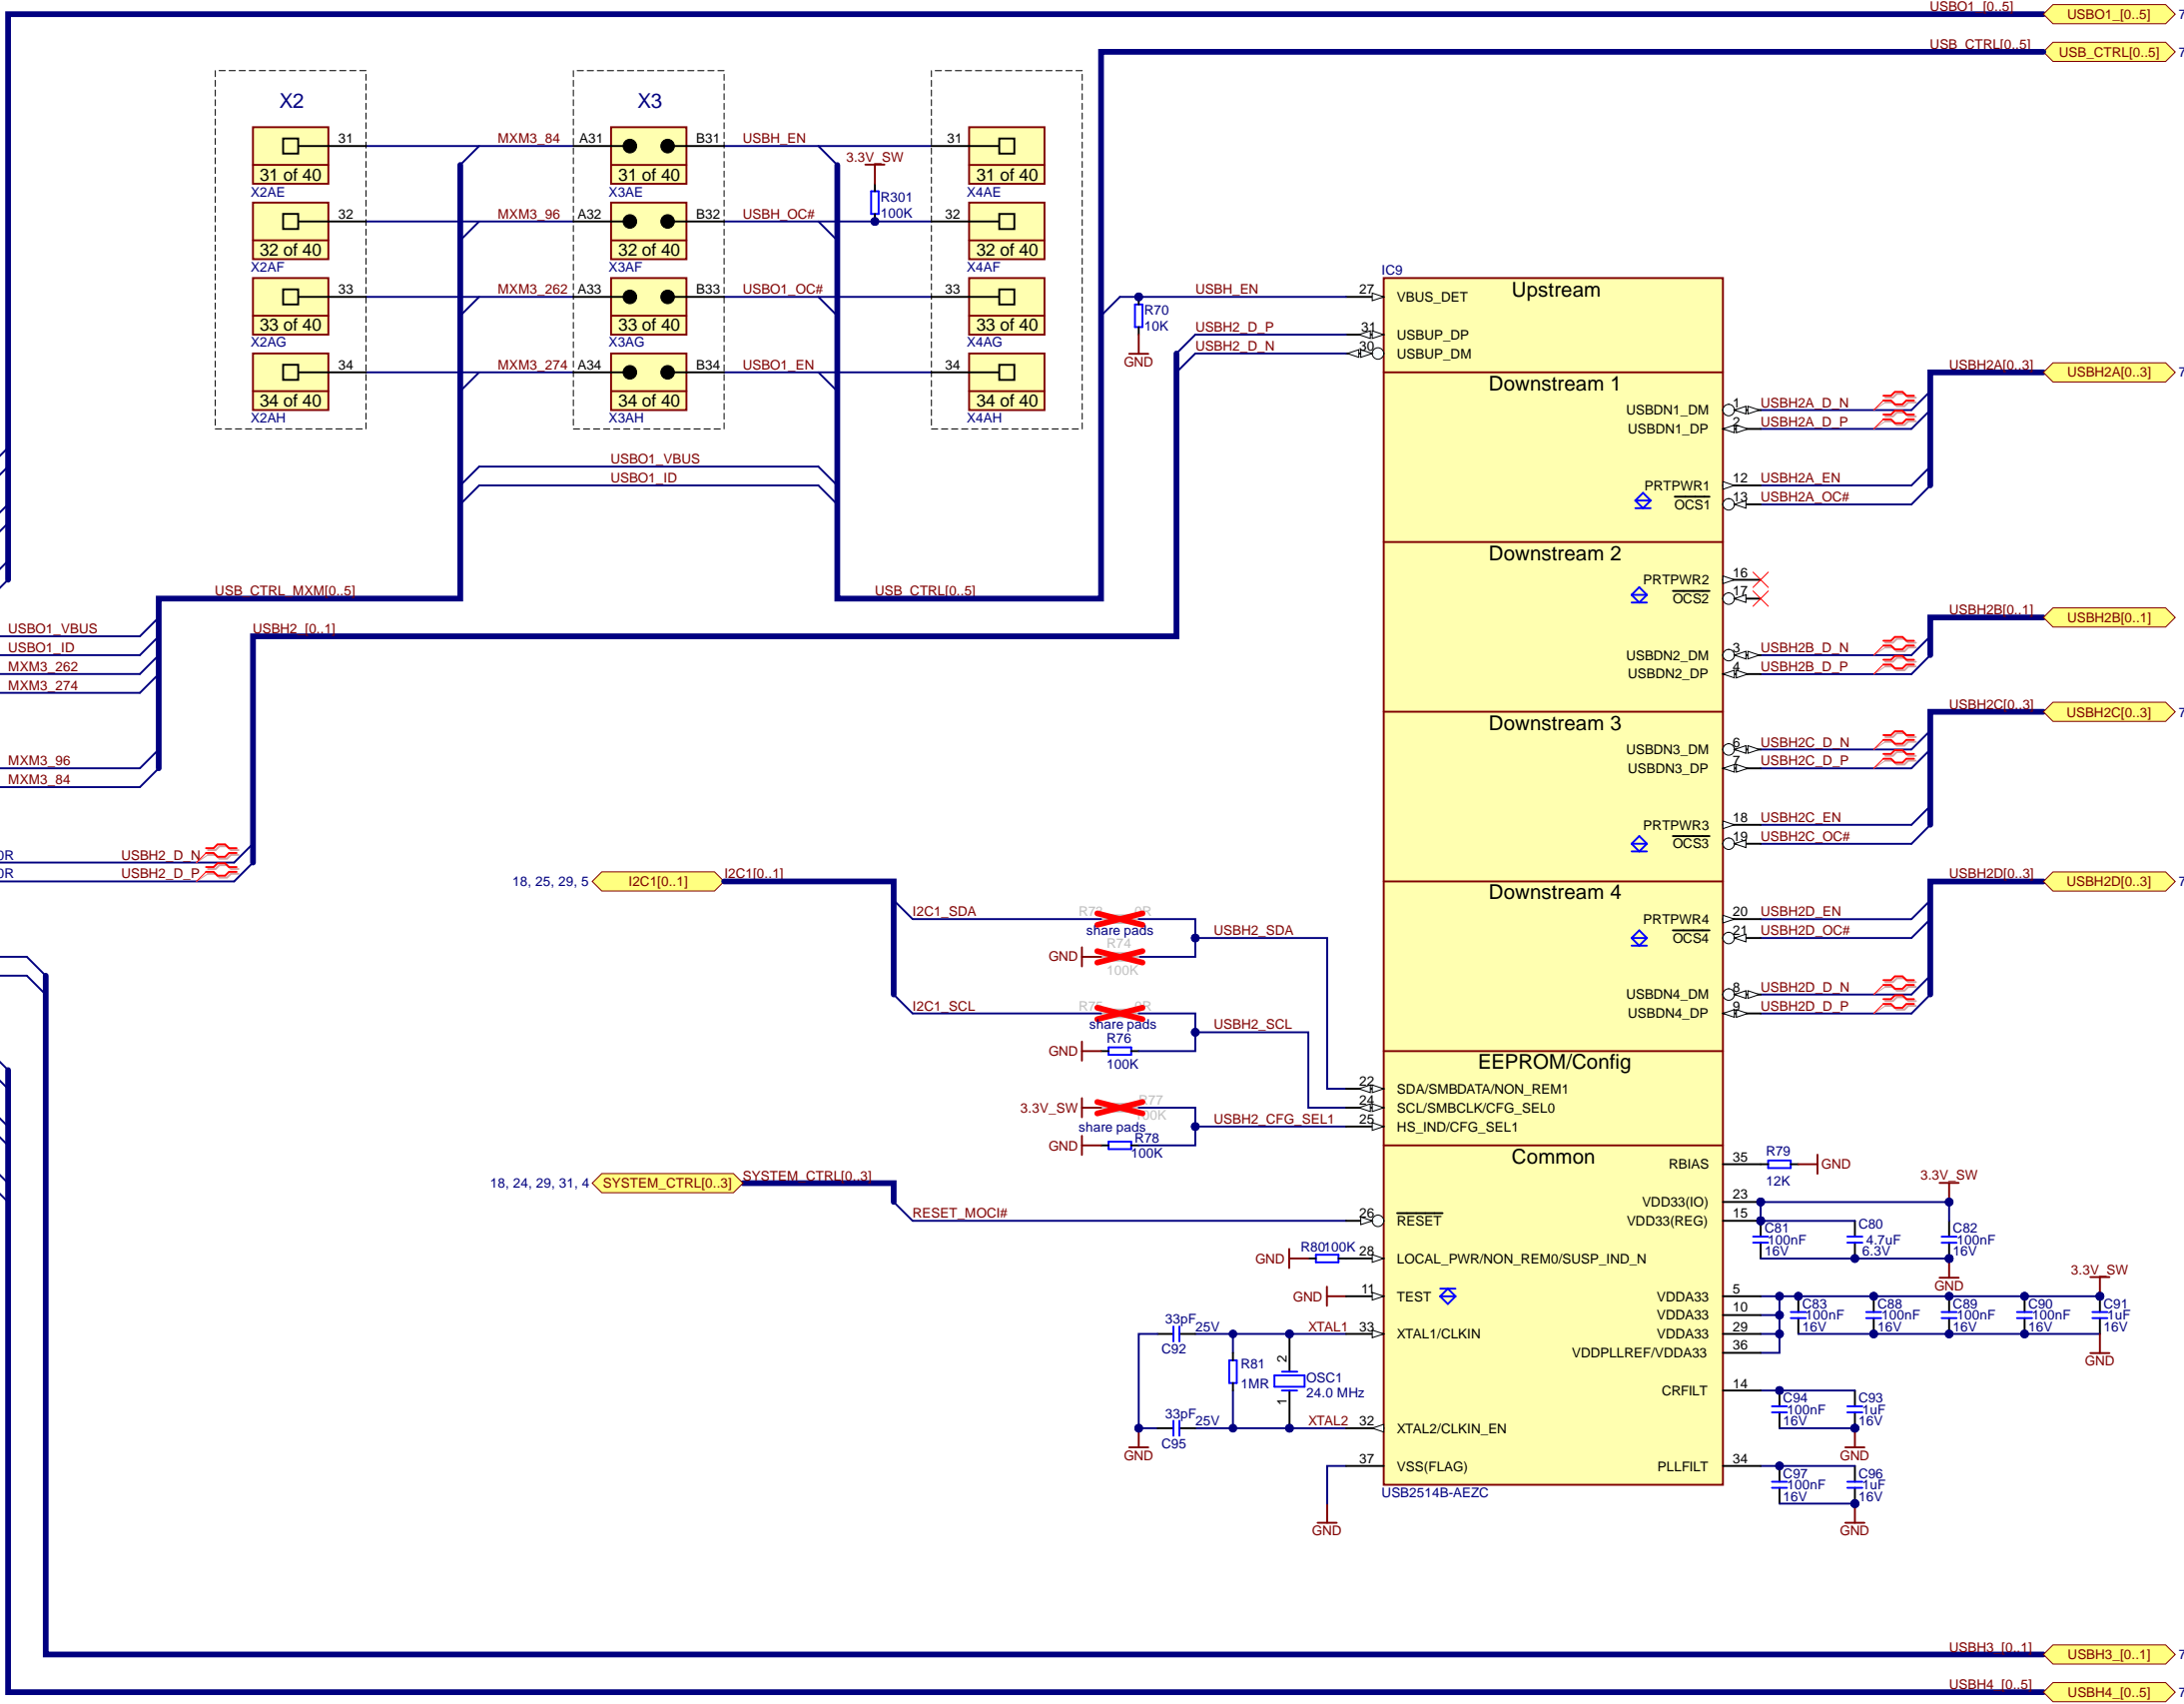 USBO1_[0..5]
USBO1_[0..5] 7
USB_CTRL[0..5]
USB_CTRL[0..5] 7
X2
X3
31
MXM3_84
A31
B31
USBH_EN
31
31 of 40
31 of 40
31 of 40
X2AE
X3AE
X4AE
3.3V_SW
R301
100K
32
MXM3_96
A32
B32
USBH_OC#
32
32 of 40
32 of 40
32 of 40
X2AF
X3AF
X4AF
33
MXM3_262
A33
B33
USBO1_OC#
33
33 of 40
33 of 40
33 of 40
X2AG
X3AG
X4AG
34
MXM3_274
A34
B34
USBO1_EN
34
34 of 40
34 of 40
34 of 40
X2AH
X3AH
X4AH
USBO1_VBUS
USBO1_ID
USB_CTRL_MXM[0..5]
USB_CTRL[0..5]
USBO1_VBUS
USBO1_ID
MXM3_262
MXM3_274
MXM3_96
MXM3_84
USBH2_[0..1]
0R
USBH2_D_N
0R
USBH2_D_P
R70
10K
GND
USBH_EN
USBH2_D_P
USBH2_D_N
IC9
Upstream
27
VBUS_DET
31
USBUP_DP
30
USBUP_DM
Downstream 1
USBDN1_DM
1
USBH2A_D_N
USBDN1_DP
2
USBH2A_D_P
PRTPWR1
12
USBH2A_EN
OCS1
13
USBH2A_OC#
USBH2A[0..3]
USBH2A[0..3] 7
Downstream 2
PRTPWR2
16
OCS2
17
USBDN2_DM
3
USBH2B_D_N
USBDN2_DP
4
USBH2B_D_P
USBH2B[0..1]
USBH2B[0..1]
Downstream 3
USBDN3_DM
6
USBH2C_D_N
USBDN3_DP
7
USBH2C_D_P
PRTPWR3
18
USBH2C_EN
OCS3
19
USBH2C_OC#
USBH2C[0..3]
USBH2C[0..3] 7
Downstream 4
PRTPWR4
20
USBH2D_EN
OCS4
21
USBH2D_OC#
USBDN4_DM
8
USBH2D_D_N
USBDN4_DP
9
USBH2D_D_P
USBH2D[0..3]
USBH2D[0..3] 7
18, 25, 29, 5
I2C1[0..1]
I2C1[0..1]
I2C1_SDA
0R
share pads
R74
GND
100K
USBH2_SDA
I2C1_SCL
0R
share pads
R76
GND
100K
USBH2_SCL
3.3V_SW
R77
share pads
GND
R78
100K
USBH2_CFG_SEL1
EEPROM/Config
22
SDA/SMBDATA/NON_REM1
24
SCL/SMBCLK/CFG_SEL0
25
HS_IND/CFG_SEL1
18, 24, 29, 31, 4
SYSTEM_CTRL[0..3]
SYSTEM_CTRL[0..3]
RESET_MOCI#
Common
26
RESET
GND
R80
100K
28
LOCAL_PWR/NON_REM0/SUSP_IND_N
GND
11
TEST
33pF
25V
C92
XTAL1
33
XTAL1/CLKIN
R81
1MR
2
1
OSC1
24.0 MHz
33pF
25V
C95
GND
XTAL2
32
XTAL2/CLKIN_EN
37
VSS(FLAG)
GND
USB2514B-AEZC
RBIAS
35
R79
12K
GND
VDD33(IO)
23
VDD33(REG)
15
3.3V_SW
C81
100nF
16V
C80
4.7uF
6.3V
C82
100nF
16V
GND
VDDA33
5
VDDA33
10
VDDA33
29
VDDPLLREF/VDDA33
36
3.3V_SW
C83
100nF
16V
C88
100nF
16V
C89
100nF
16V
C90
100nF
16V
C91
1uF
16V
GND
CRFILT
14
C94
100nF
16V
C93
1uF
16V
GND
PLLFILT
34
C97
100nF
16V
C96
1uF
16V
GND
USBH3_[0..1]
USBH3_[0..1] 7
USBH4_[0..5]
USBH4_[0..5] 7